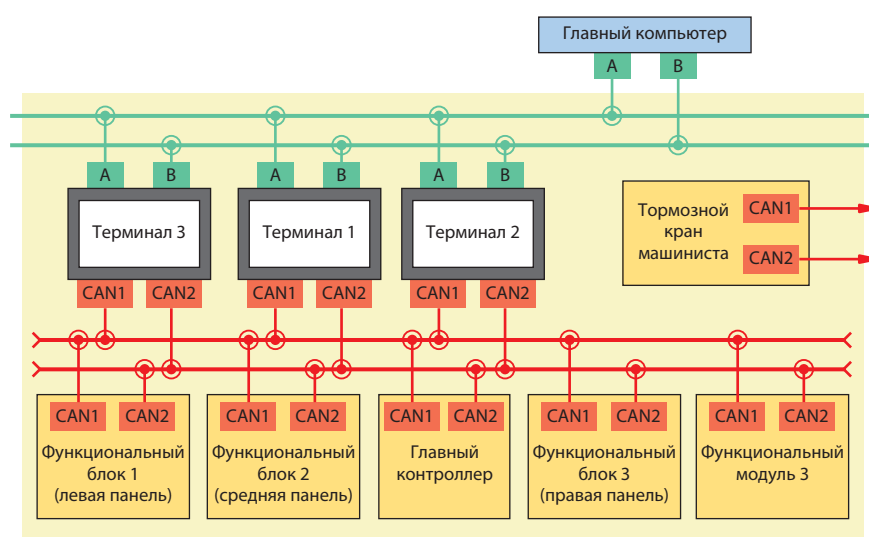 Главный компьютер
A B
A B A B A B
Терминал 3 Терминал 1 Терминал 2
Тормозной
кран
машиниста
CAN1
CAN2
CAN1 CAN2 CAN1 CAN2 CAN1 CAN2
CAN1 CAN2
Функциональный
блок 1
(левая панель)
CAN1 CAN2
Функциональный
блок 2
(средняя панель)
CAN1 CAN2
Главный
контроллер
CAN1 CAN2
Функциональный
блок 3
(правая панель)
CAN1 CAN2
Функциональный
модуль 3